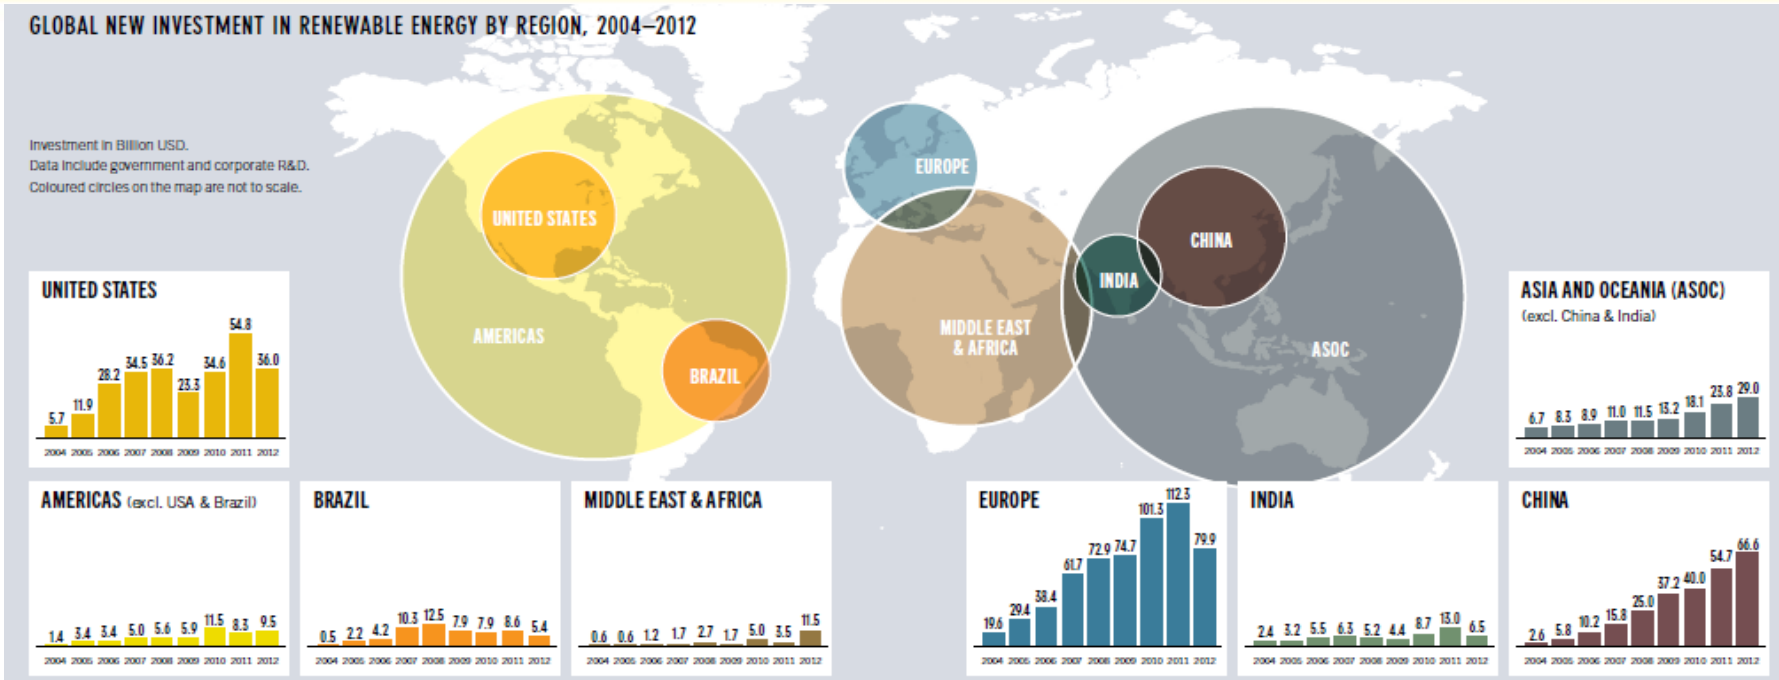 GLOBAL NEW INVESTMENT IN RENEWABLE ENERGY BY REGION, 2004–2012
Investment in Billion USD.
Data include government and corporate R&D.
Coloured circles on the map are not to scale.
EUROPE
UNITED STATES
CHINA
INDIA
AMERICAS
MIDDLE EAST
& AFRICA
ASOC
BRAZIL
UNITED STATES
5.7 11.9 28.2 34.5 36.2 23.3 34.6 54.8 36.0
2004 2005 2006 2007 2008 2009 2010 2011 2012
ASIA AND OCEANIA (ASOC)
(excl. China & India)
6.7 8.3 8.9 11.0 11.5 13.2 18.1 23.8 29.0
2004 2005 2006 2007 2008 2009 2010 2011 2012
AMERICAS (excl. USA & Brazil)
1.4 3.4 3.4 5.0 5.6 5.9 11.5 8.3 9.5
2004 2005 2006 2007 2008 2009 2010 2011 2012
BRAZIL
0.5 2.2 4.2 10.3 12.5 7.9 7.9 8.6 5.4
2004 2005 2006 2007 2008 2009 2010 2011 2012
MIDDLE EAST & AFRICA
0.6 0.6 1.2 1.7 2.7 1.7 5.0 3.5 11.5
2004 2005 2006 2007 2008 2009 2010 2011 2012
EUROPE
19.6 29.4 38.4 61.7 72.9 74.7 101.3 112.3 79.9
2004 2005 2006 2007 2008 2009 2010 2011 2012
INDIA
2.4 3.2 5.5 6.3 5.2 4.4 8.7 13.0 6.5
2004 2005 2006 2007 2008 2009 2010 2011 2012
CHINA
2.6 5.8 10.2 15.8 25.0 37.2 40.0 54.7 66.6
2004 2005 2006 2007 2008 2009 2010 2011 2012